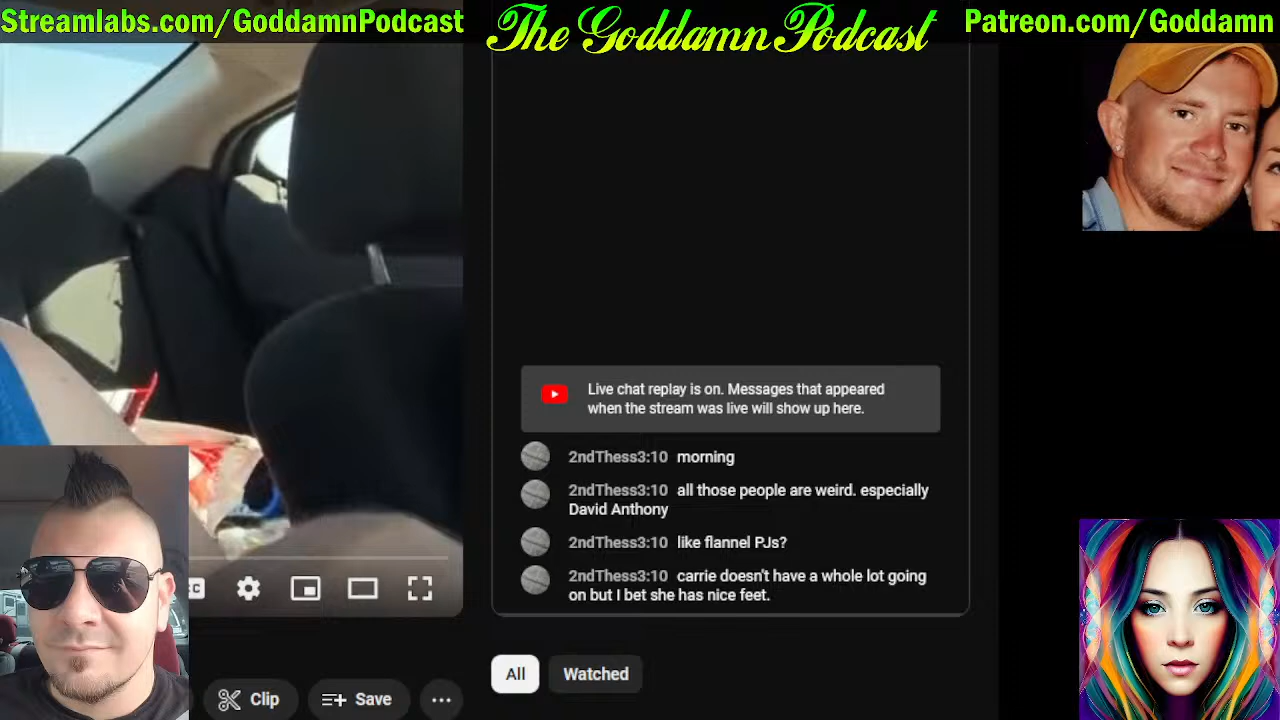 Streamlabs.com/GoddamnPodcast
The Goddamn Podcast
Patreon.com/Goddamn
Live chat replay is on. Messages that appeared
when the stream was live will show up here.
2ndThess3:10 morning
2ndThess3:10 all those people are weird. especially
David Anthony
2ndThess3:10 like flannel PJs?
2ndThess3:10 carrie doesn't have a whole lot going
on but I bet she has nice feet.
All Watched
Clip Save